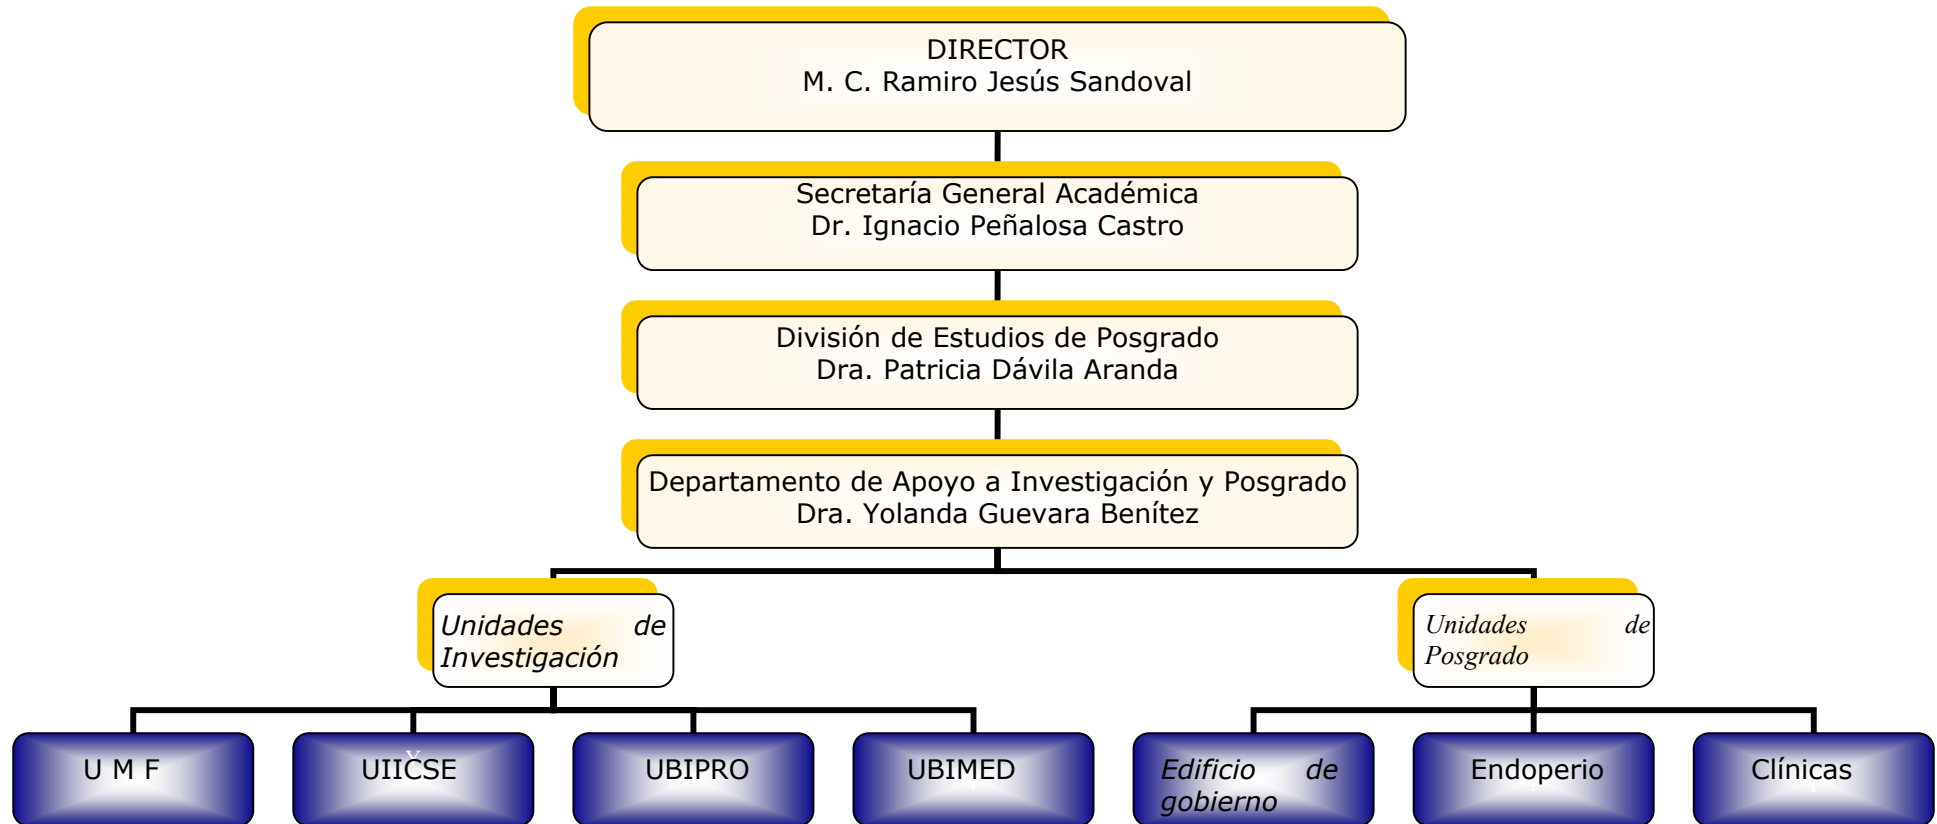 DIRECTOR
M. C. Ramiro Jesús Sandoval
Secretaría General Académica
Dr. Ignacio Peñalosa Castro
División de Estudios de Posgrado
Dra. Patricia Dávila Aranda
Departamento de Apoyo a Investigación y Posgrado
Dra. Yolanda Guevara Benítez
Unidades de
Investigación
Unidades de
Posgrado
U M F
UIICSE
UBIPRO
UBIMED
Edificio de
gobierno
Endoperio
Clínicas